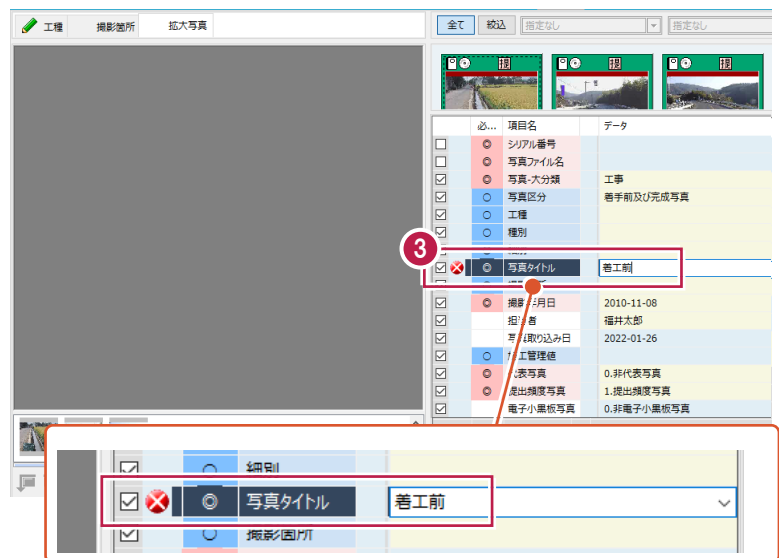 工種 撮影箇所 拡大写真
全て 絞込 指定なし 指定なし
提 提 提
必... 項目名 データ
◎ シリアル番号
◎ 写真ファイル名
◎ 写真-大分類 工事
○ 写真区分 着手前及び完成写真
○ 工種
○ 種別
3
◎ 写真タイトル 着工前
◎ 撮影年月日 2010-11-08
担当者 福井太郎
写真取り込み日 2022-01-26
○ 施工管理値
◎ 代表写真 0.非代表写真
◎ 提出頻度写真 1.提出頻度写真
電子小黒板写真 0.非電子小黒板写真
○ 細別
◎ 写真タイトル 着工前
○ 撮影箇所